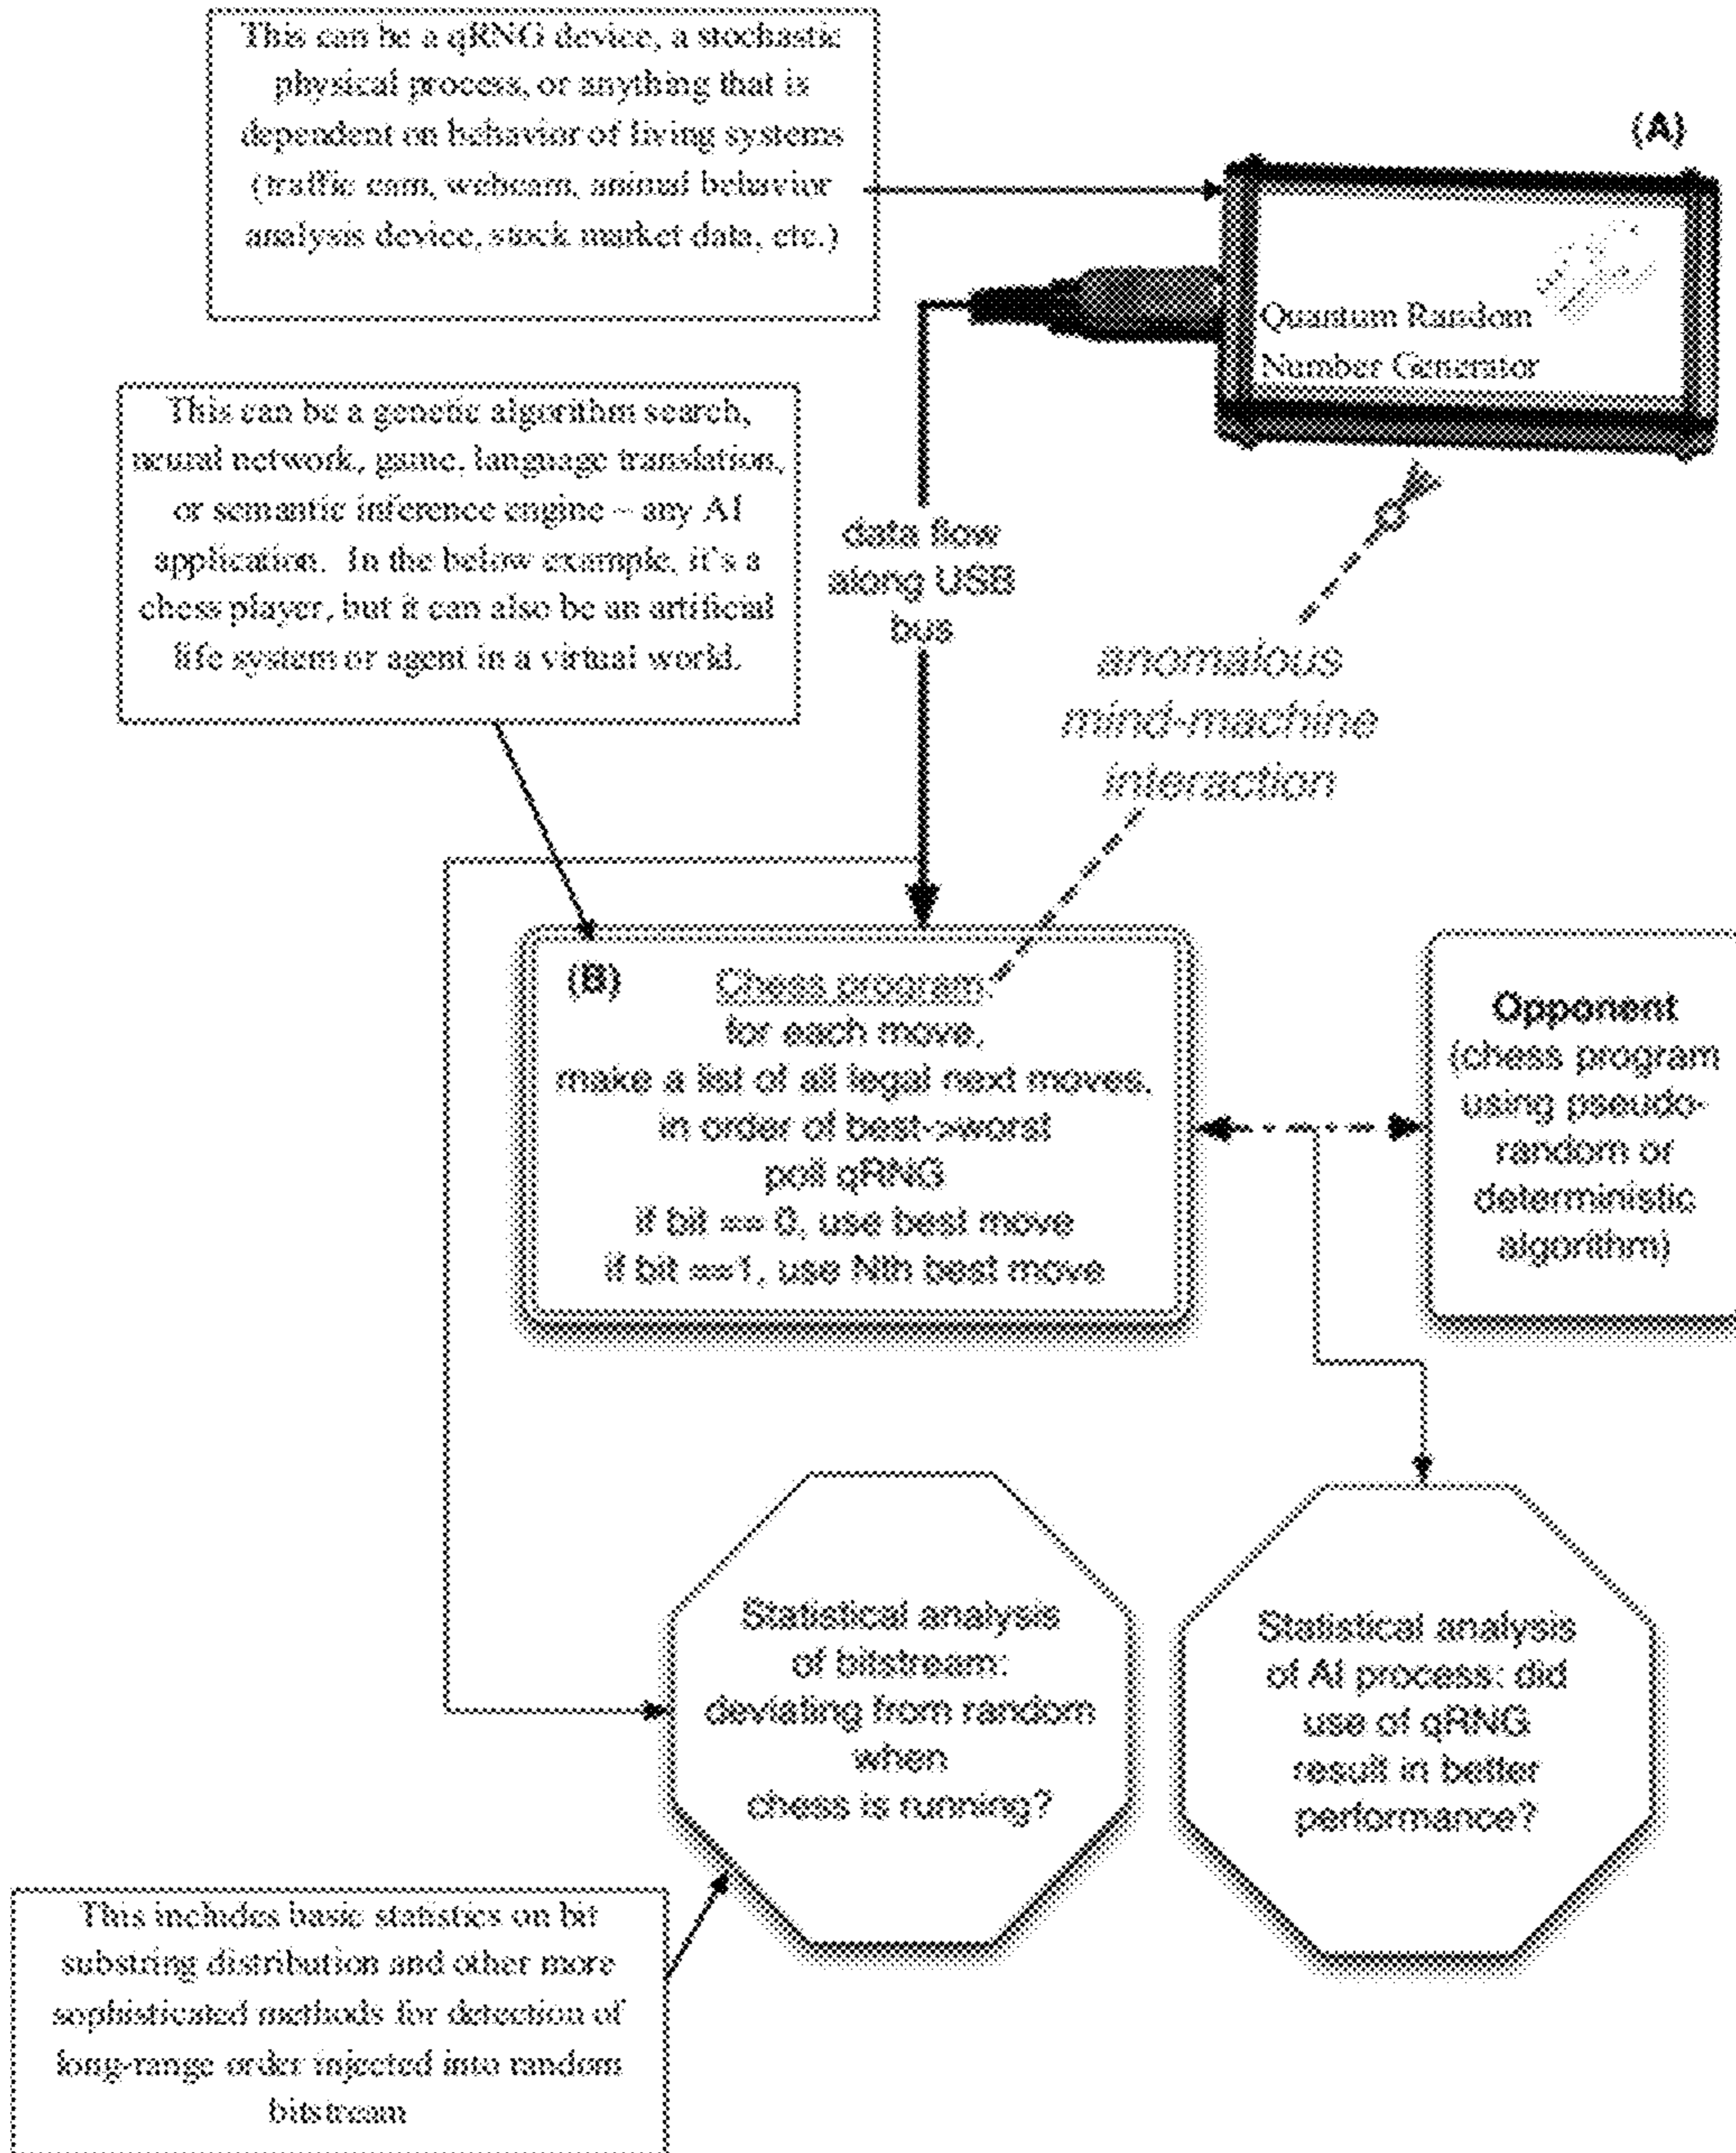 This can be a qRNG device, a stochastic
physical process, or anything that is
dependent on behavior of living systems
(traffic cam, webcam, animal behavior
analysis device, stock market data, etc.)
(A)
Quantum Random
Number Generator
This can be a genetic algorithm search,
neural network, game, language translation,
or semantic inference engine – any AI
application. In the below example, it's a
chess player, but it can also be an artificial
life system or agent in a virtual world.
data flow
along USB
bus
anomalous
mind-machine
interaction
(B) Chess program:
for each move,
make a list of all legal next moves,
in order of best->worst
poll qRNG
if bit == 0, use best move
if bit ==1, use Nth best move
Opponent
(chess program
using pseudo-
random or
deterministic
algorithm)
Statistical analysis
of bitstream:
deviating from random
when
chess is running?
Statistical analysis
of AI process: did
use of qRNG
result in better
performance?
This includes basic statistics on bit
substring distribution and other more
sophisticated methods for detection of
long-range order injected into random
bitstream